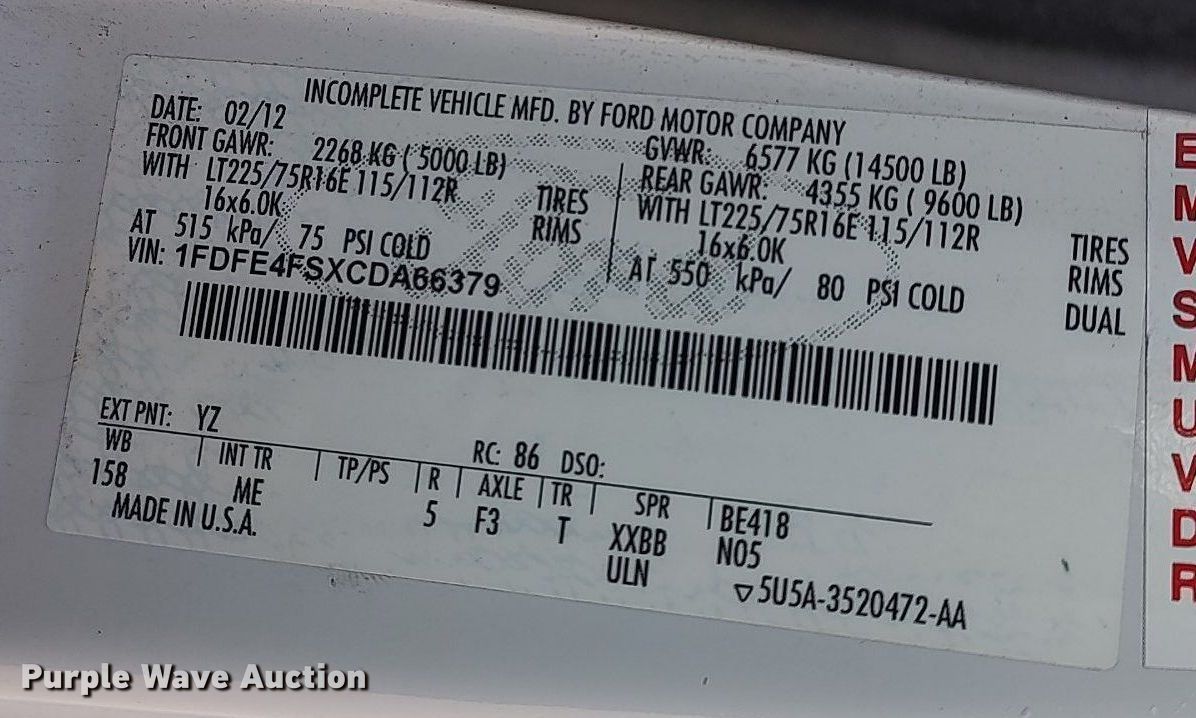 INCOMPLETE VEHICLE MFD. BY FORD MOTOR COMPANY
DATE: 02/12
GVWR: 6577 KG (14500 LB)
FRONT GAWR: 2268 KG ( 5000 LB)
REAR GAWR: 4355 KG ( 9600 LB)
WITH LT225/75R16E 115/112R TIRES
WITH LT225/75R16E 115/112R TIRES
16x6.0K RIMS
16x6.0K RIMS
AT 515 kPa/ 75 PSI COLD
AT 550 kPa/ 80 PSI COLD DUAL
VIN: 1FDFE4FSXCDA66379
EXT PNT: YZ
RC: 86 DSO:
WB INT TR TP/PS R AXLE TR SPR BE418
158 ME 5 F3 T XXBB N05
MADE IN U.S.A.
ULN
5U5A-3520472-AA
E
M
V
S
M
U
V
D
R
Purple Wave Auction